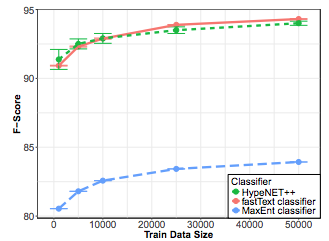 95
90
85
80
F-Score
0
10000
20000
30000
40000
50000
Train Data Size
Classifier
HypeNET++
fastText classifier
MaxEnt classifier